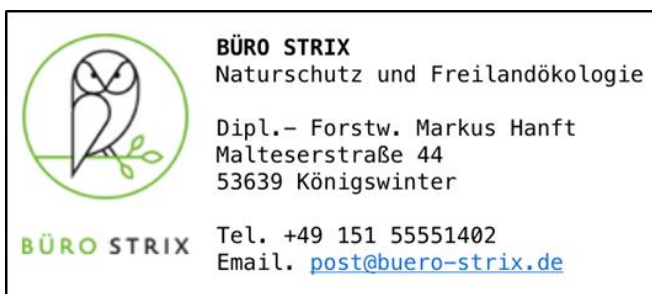 BÜRO STRIX
Naturschutz und Freilandökologie
Dipl.- Forstw. Markus Hanft
Malteserstraße 44
53639 Königswinter
Tel. +49 151 55551402
Email. post@buero-strix.de
BÜRO STRIX